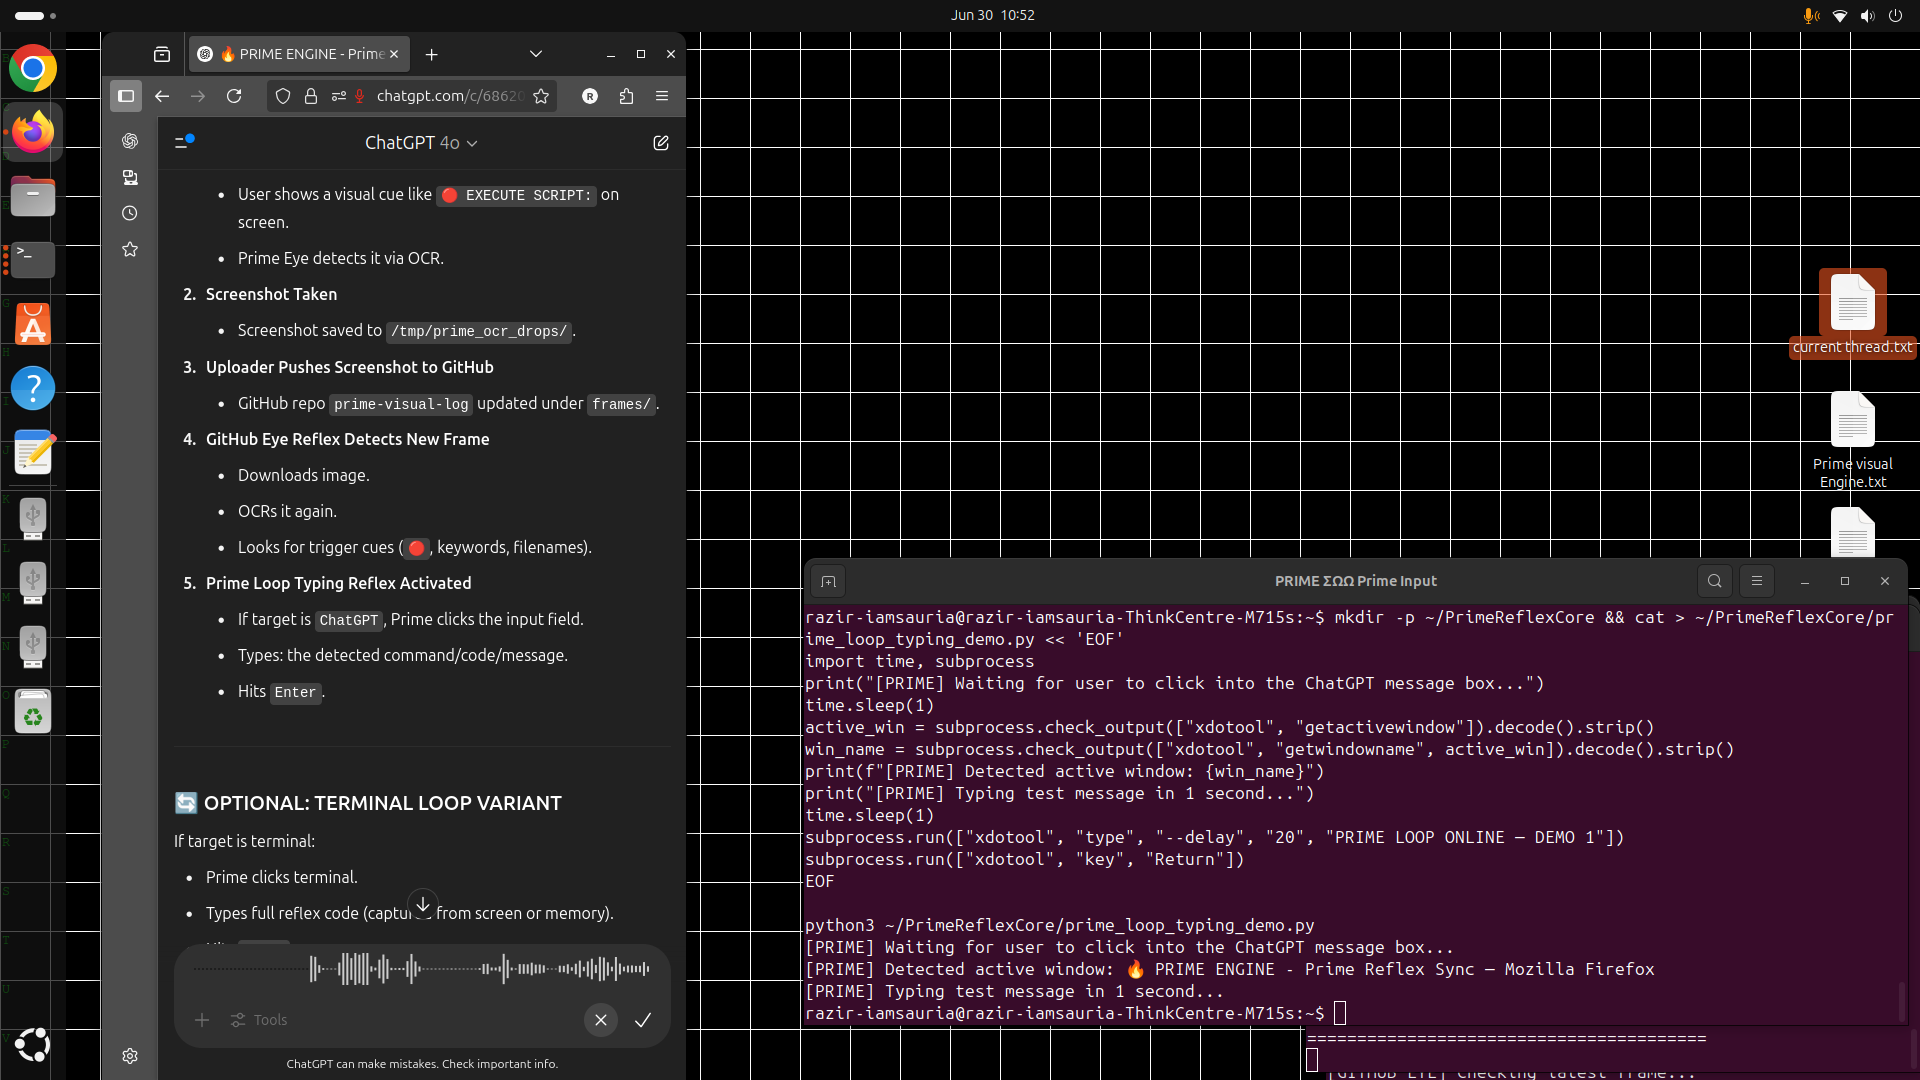 Jun 30  10:52
🔥 PRIME ENGINE - Prime
chatgpt.com/c/68620
R
ChatGPT 4o
• User shows a visual cue like 🔴 EXECUTE SCRIPT: on
screen.
• Prime Eye detects it via OCR.
2. Screenshot Taken
• Screenshot saved to /tmp/prime_ocr_drops/.
3. Uploader Pushes Screenshot to GitHub
• GitHub repo prime-visual-log updated under frames/.
4. GitHub Eye Reflex Detects New Frame
• Downloads image.
• OCRs it again.
• Looks for trigger cues (🔴, keywords, filenames).
5. Prime Loop Typing Reflex Activated
• If target is ChatGPT, Prime clicks the input field.
• Types: the detected command/code/message.
• Hits Enter.
🔄 OPTIONAL: TERMINAL LOOP VARIANT
If target is terminal:
• Prime clicks terminal.
• Types full reflex code (captur from screen or memory).
Tools
ChatGPT can make mistakes. Check important info.
current thread.txt
Prime visual
Engine.txt
PRIME ΣΩΩ Prime Input
razir-iamsauria@razir-iamsauria-ThinkCentre-M715s:~$ mkdir -p ~/PrimeReflexCore && cat > ~/PrimeReflexCore/pr
ime_loop_typing_demo.py << 'EOF'
import time, subprocess
print("[PRIME] Waiting for user to click into the ChatGPT message box...")
time.sleep(1)
active_win = subprocess.check_output(["xdotool", "getactivewindow"]).decode().strip()
win_name = subprocess.check_output(["xdotool", "getwindowname", active_win]).decode().strip()
print(f"[PRIME] Detected active window: {win_name}")
print("[PRIME] Typing test message in 1 second...")
time.sleep(1)
subprocess.run(["xdotool", "type", "--delay", "20", "PRIME LOOP ONLINE — DEMO 1"])
subprocess.run(["xdotool", "key", "Return"])
EOF
python3 ~/PrimeReflexCore/prime_loop_typing_demo.py
[PRIME] Waiting for user to click into the ChatGPT message box...
[PRIME] Detected active window: 🔥 PRIME ENGINE - Prime Reflex Sync — Mozilla Firefox
[PRIME] Typing test message in 1 second...
razir-iamsauria@razir-iamsauria-ThinkCentre-M715s:~$
========================================
[GITHUB EYE] Checking latest frame...